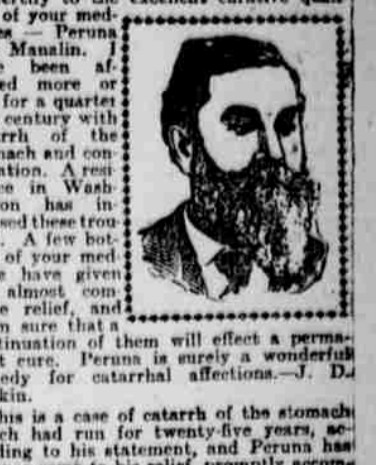 of your med-
— Peruna
Manalin. I
been af-
ed more or
for a quarter
century with
rrh of the
nach and con-
ation. A resi-
ce in Wash-
on has in-
sed these trou-
. A few bot-
of your med-
e have given
almost com-
e relief, and
m sure that a
tinuation of them will effect a perma-
t cure. Peruna is surely a wonderful
edy for catarrhal affections.—J. D.
kin.
his is a case of catarrh of the stomach
ch had run for twenty-five years, ac-
ding to his statement, and Peruna has